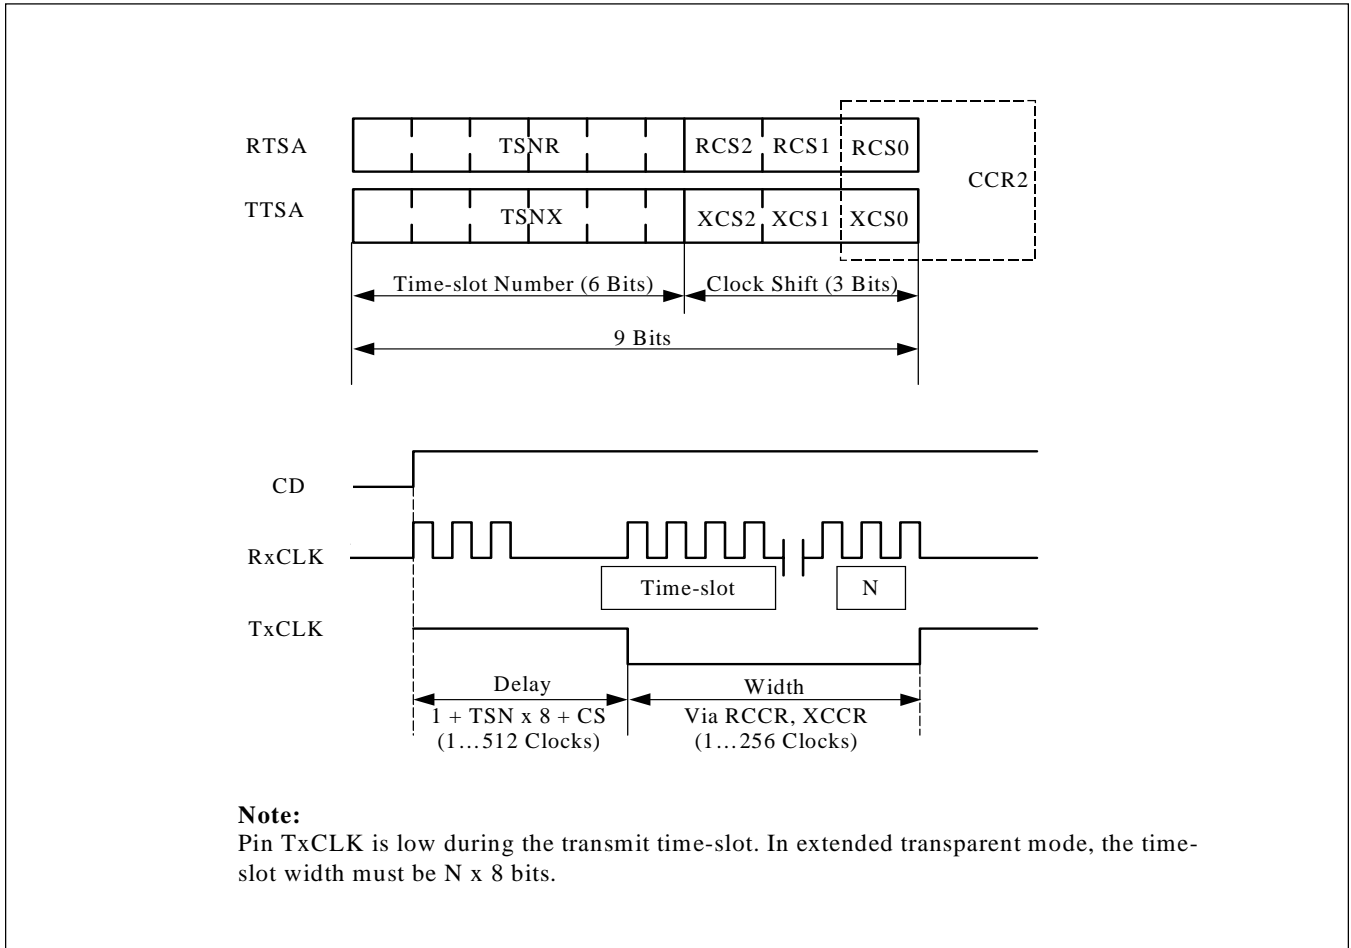 RTSA TSNR RCS2 RCS1 RCS0
CCR2
TTSA TSNX XCS2 XCS1 XCS0
Time-slot Number (6 Bits) Clock Shift (3 Bits)
9 Bits
CD
RxCLK
Time-slot N
TxCLK
Delay Width
1 + TSN x 8 + CS Via RCCR, XCCR
(1...512 Clocks) (1...256 Clocks)
Note:
Pin TxCLK is low during the transmit time-slot. In extended transparent mode, the time-
slot width must be N x 8 bits.